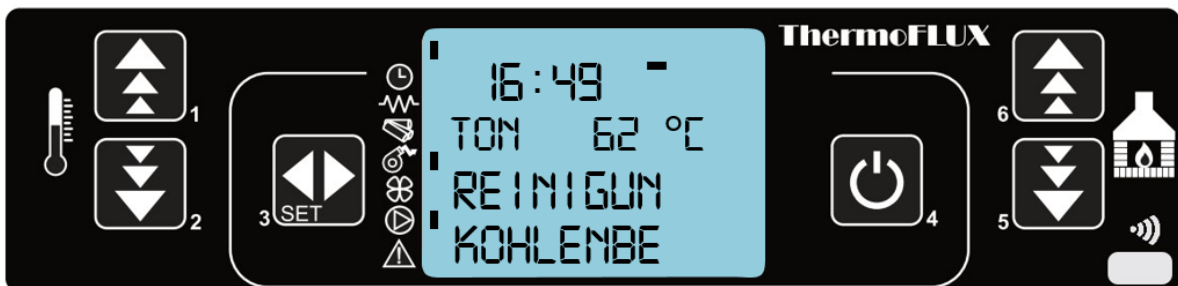 ThermoFLUX
16:49
TON 62 °C
REINIGUN
KOHLENBE
1
2
3 SET
4
5
6